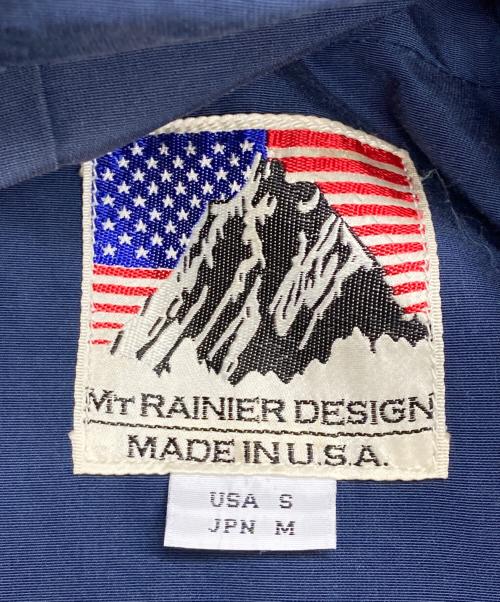 MT RAINIER DESIGN
MADE IN U.S.A.
USA S
JPN M